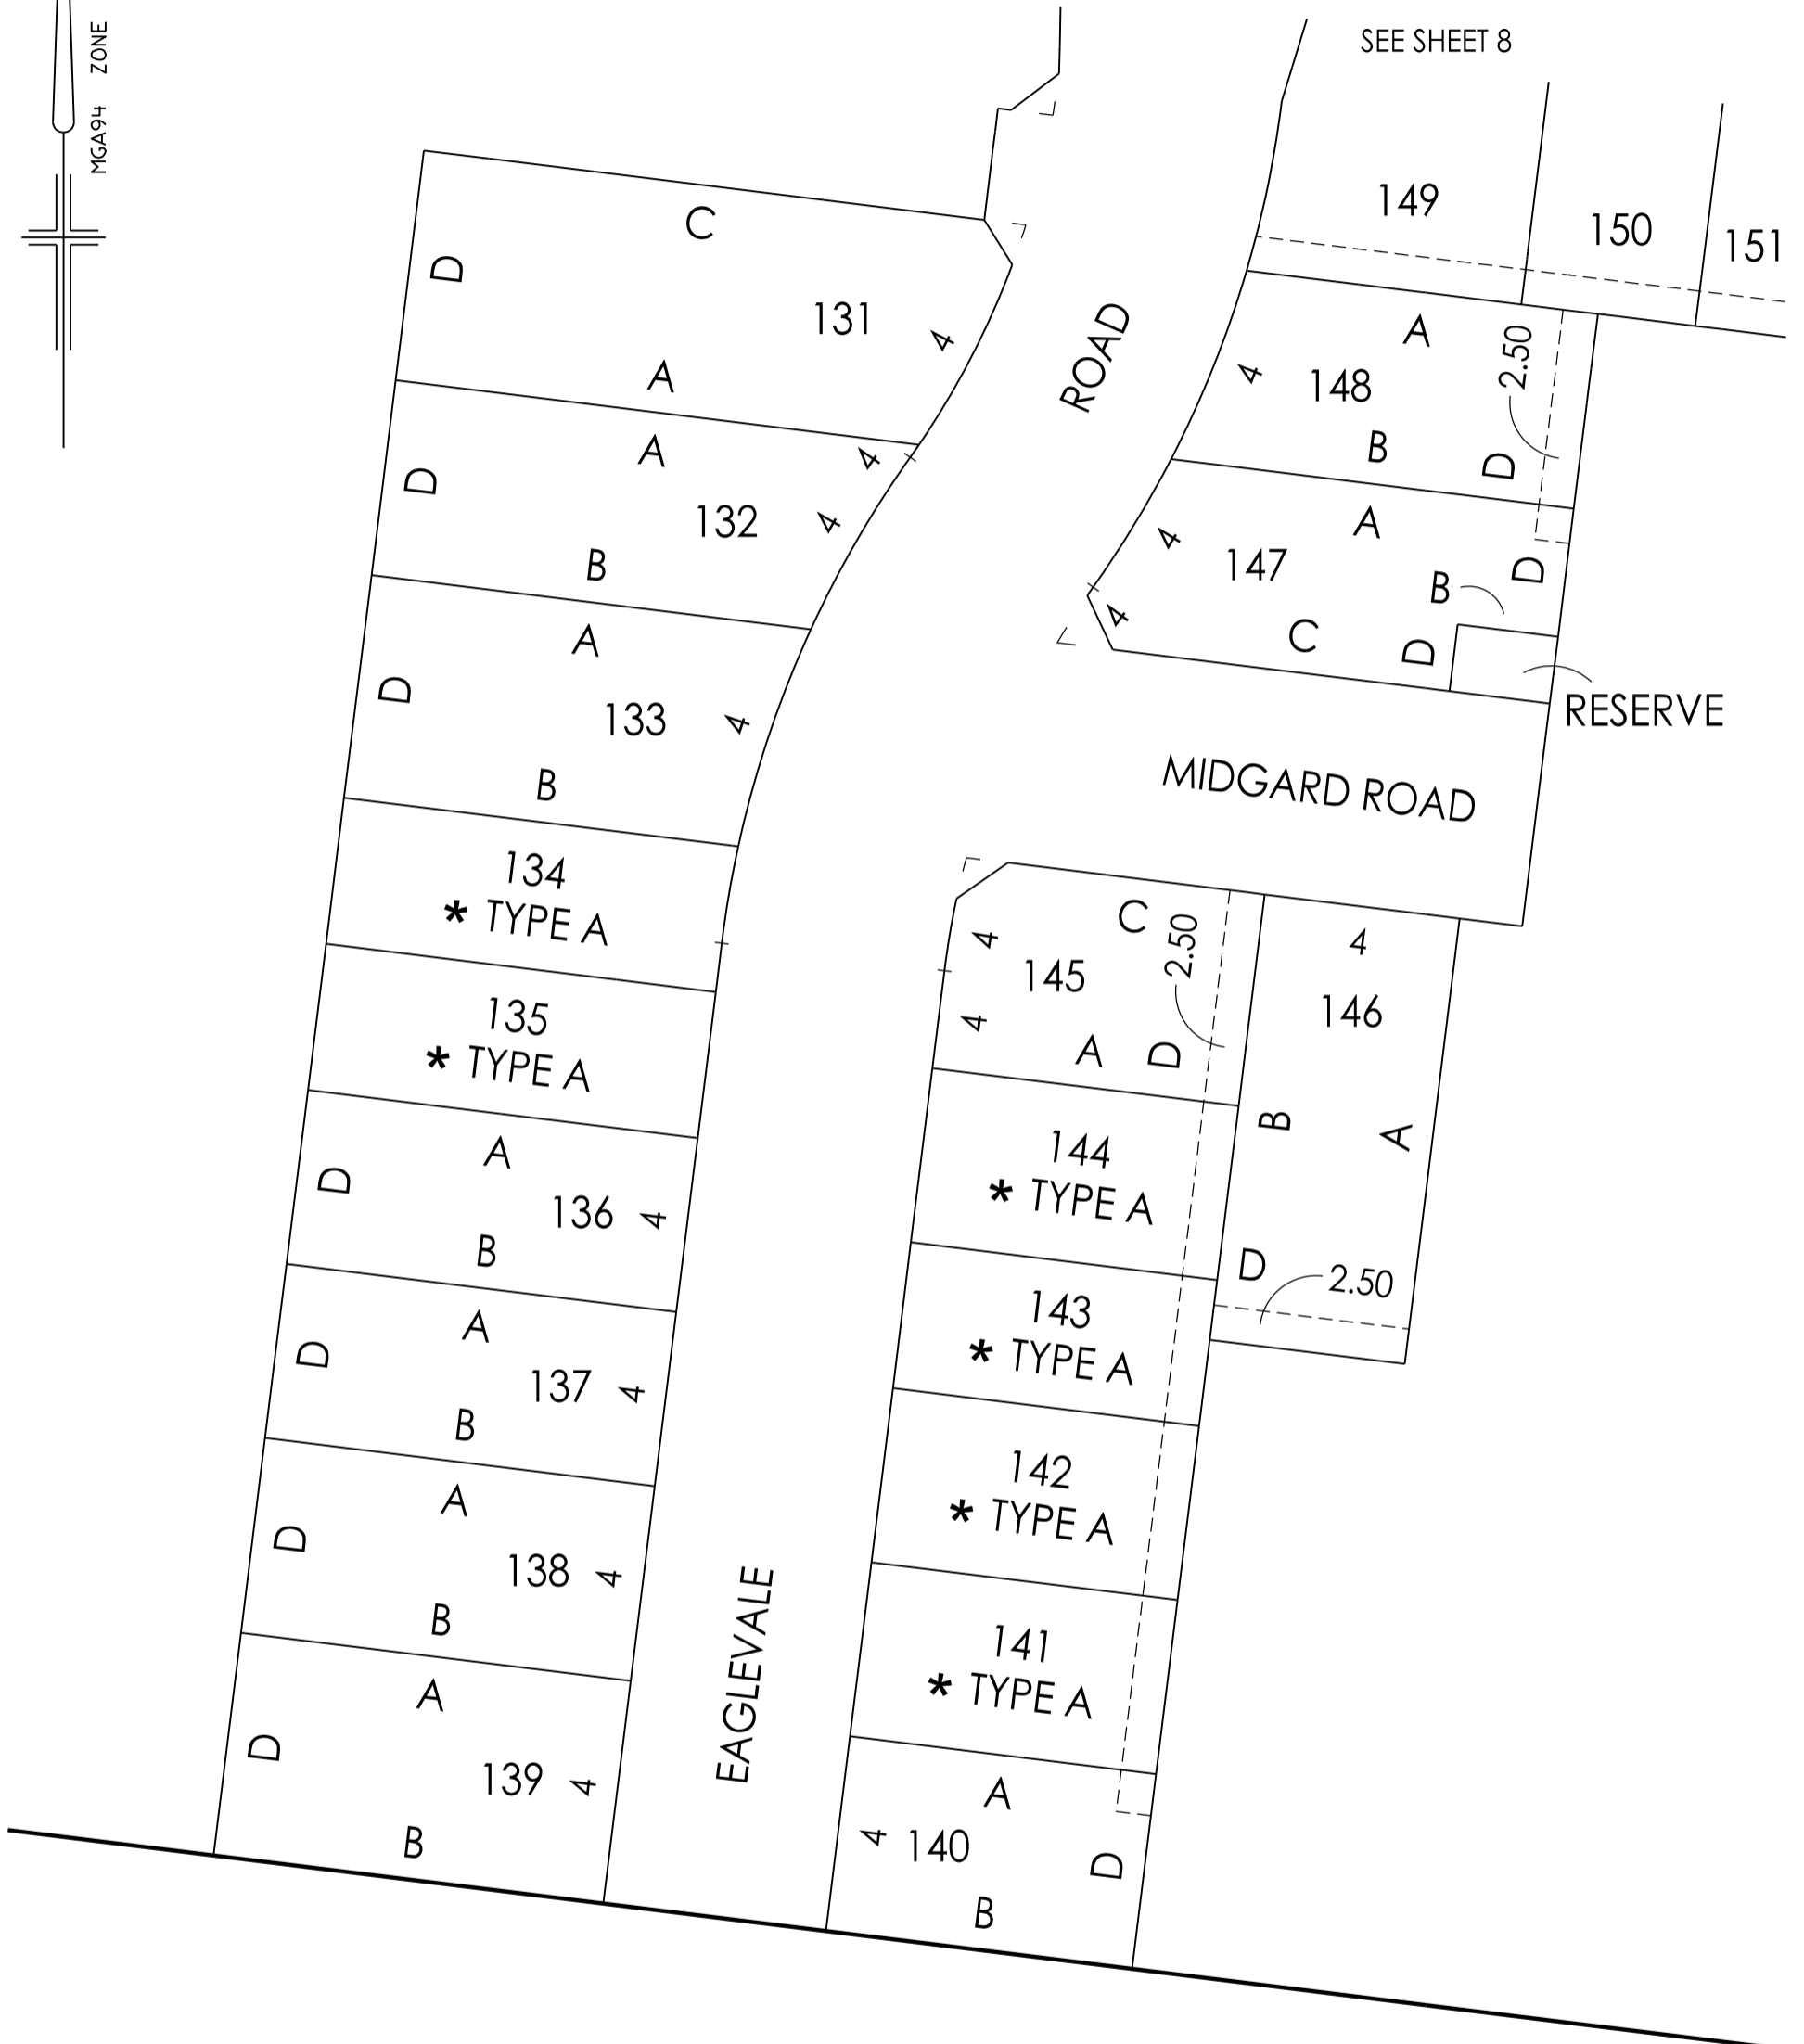 MGA94 ZONE
SEE SHEET 8
149
150
151
C
D
131
4
A
ROAD
A
4
148
2.50
B
D
A
4
D
132
4
B
A
4
147
D
B
4
C
D
RESERVE
A
D
133
4
B
MIDGARD ROAD
134
* TYPE A
C
4
2.50
145
4
A
D
4
146
B
A
D
2.50
135
* TYPE A
144
* TYPE A
A
D
136
4
B
143
* TYPE A
A
D
137
4
B
142
* TYPE A
A
D
138
4
B
EAGLEVALE
141
* TYPE A
A
D
139
4
B
A
4
140
D
B